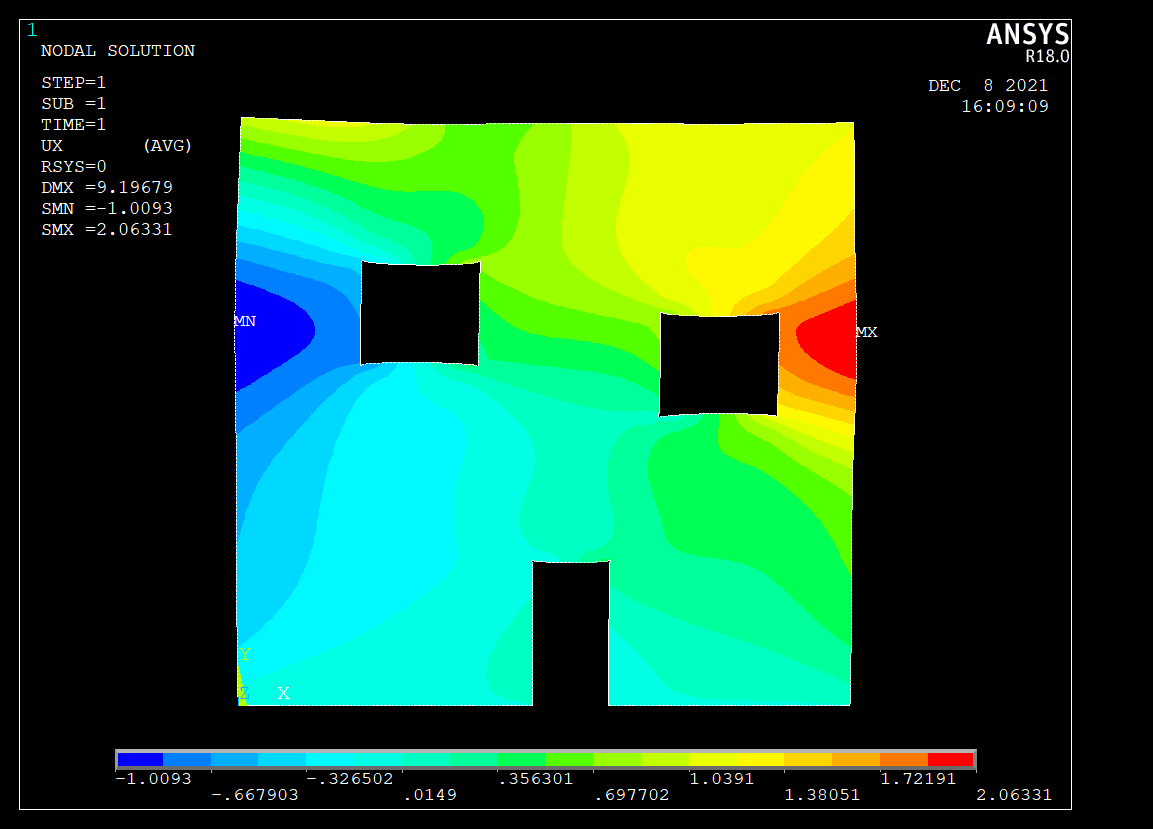 1
ANSYS
R18.0
NODAL SOLUTION
STEP=1
SUB =1
TIME=1
UX (AVG)
RSYS=0
DMX =9.19679
SMN =-1.0093
SMX =2.06331
DEC 8 2021
16:09:09
MN
MX
Y
Z X
-1.0093 -.326502 .356301 1.0391 1.72191
-.667903 .0149 .697702 1.38051 2.06331